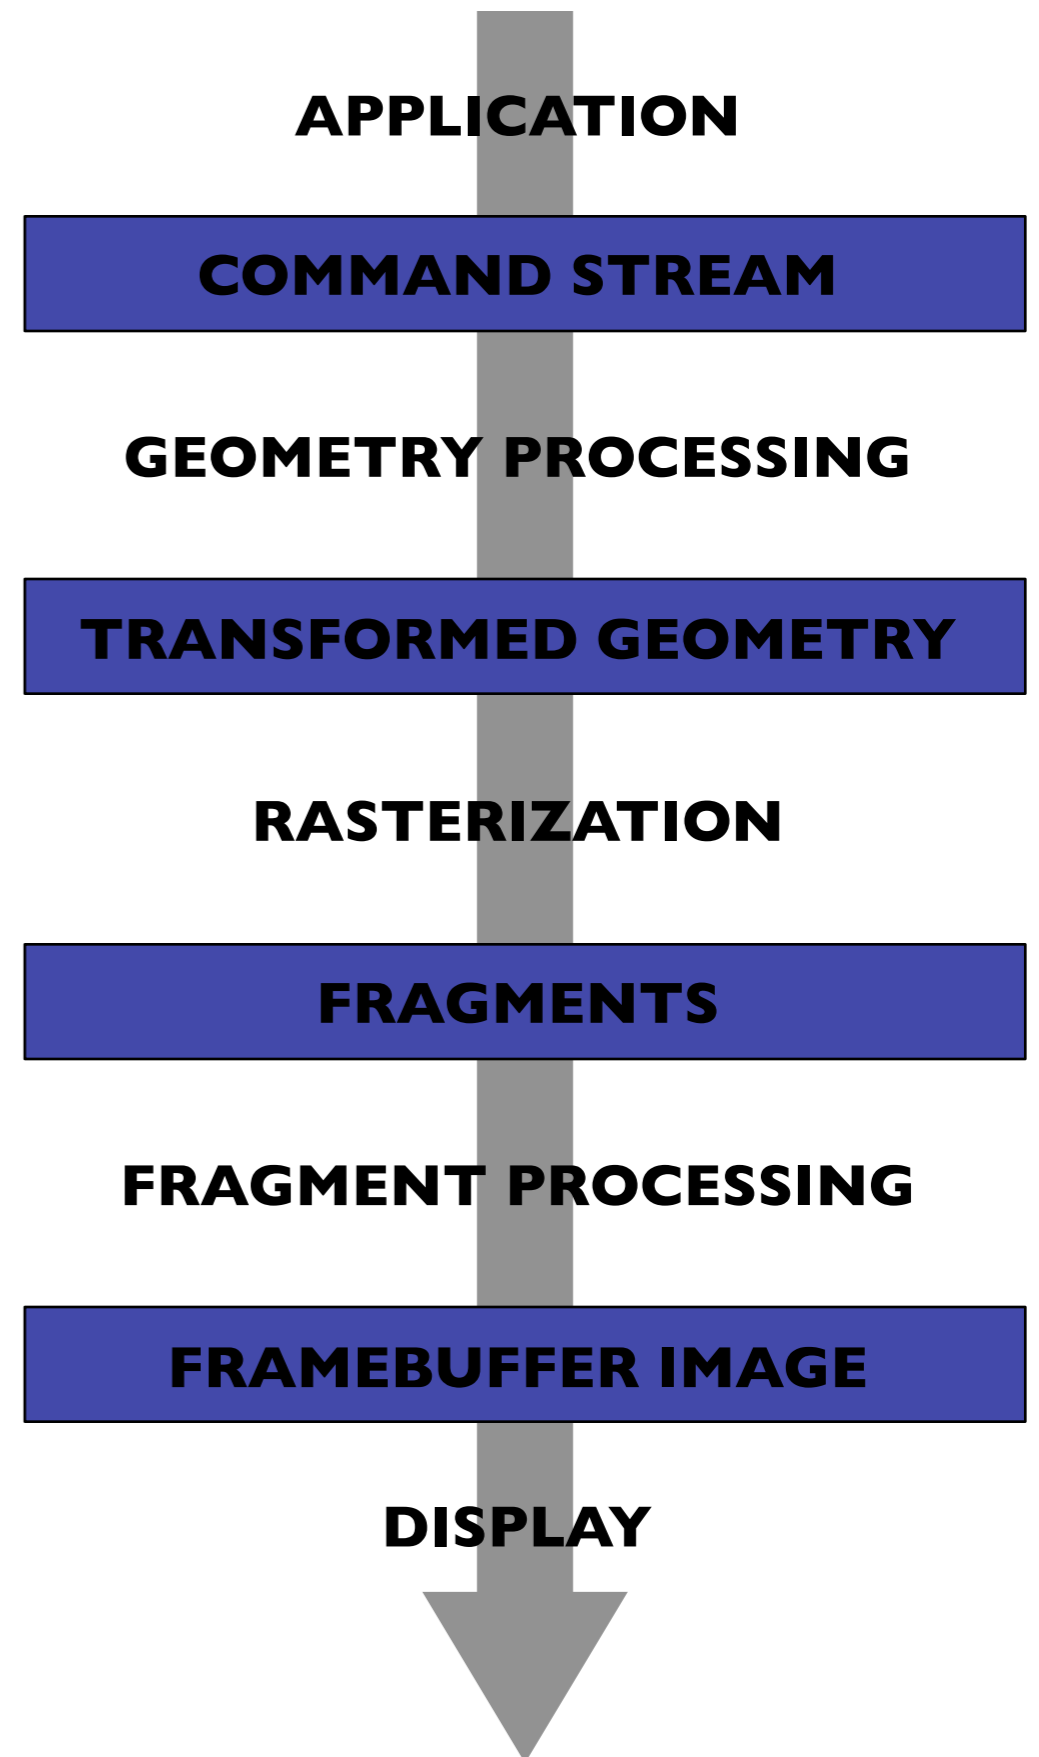 APPLICATION
COMMAND STREAM
GEOMETRY PROCESSING
TRANSFORMED GEOMETRY
RASTERIZATION
FRAGMENTS
FRAGMENT PROCESSING
FRAMEBUFFER IMAGE
DISPLAY